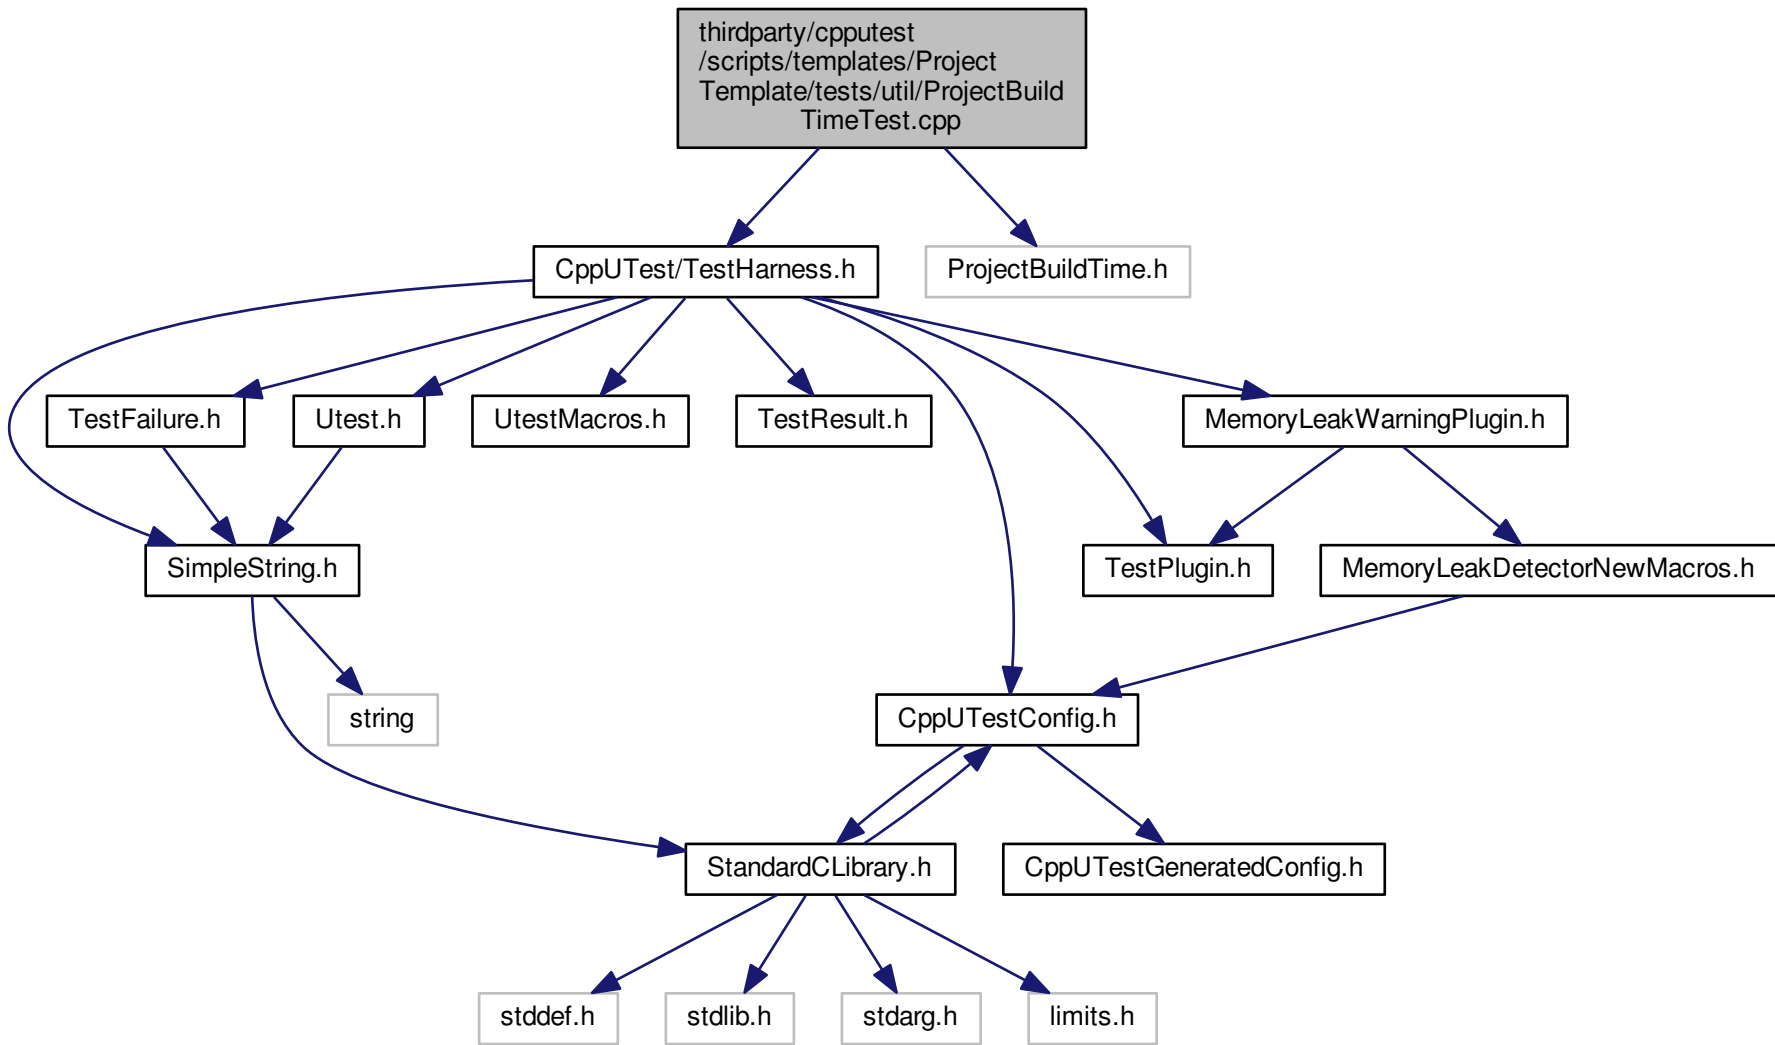 thirdparty/cpputest
/scripts/templates/Project
Template/tests/util/ProjectBuild
TimeTest.cpp
CppUTest/TestHarness.h
ProjectBuildTime.h
TestFailure.h
Utest.h
UtestMacros.h
TestResult.h
MemoryLeakWarningPlugin.h
SimpleString.h
TestPlugin.h
MemoryLeakDetectorNewMacros.h
string
CppUTestConfig.h
StandardCLibrary.h
CppUTestGeneratedConfig.h
stddef.h
stdlib.h
stdarg.h
limits.h